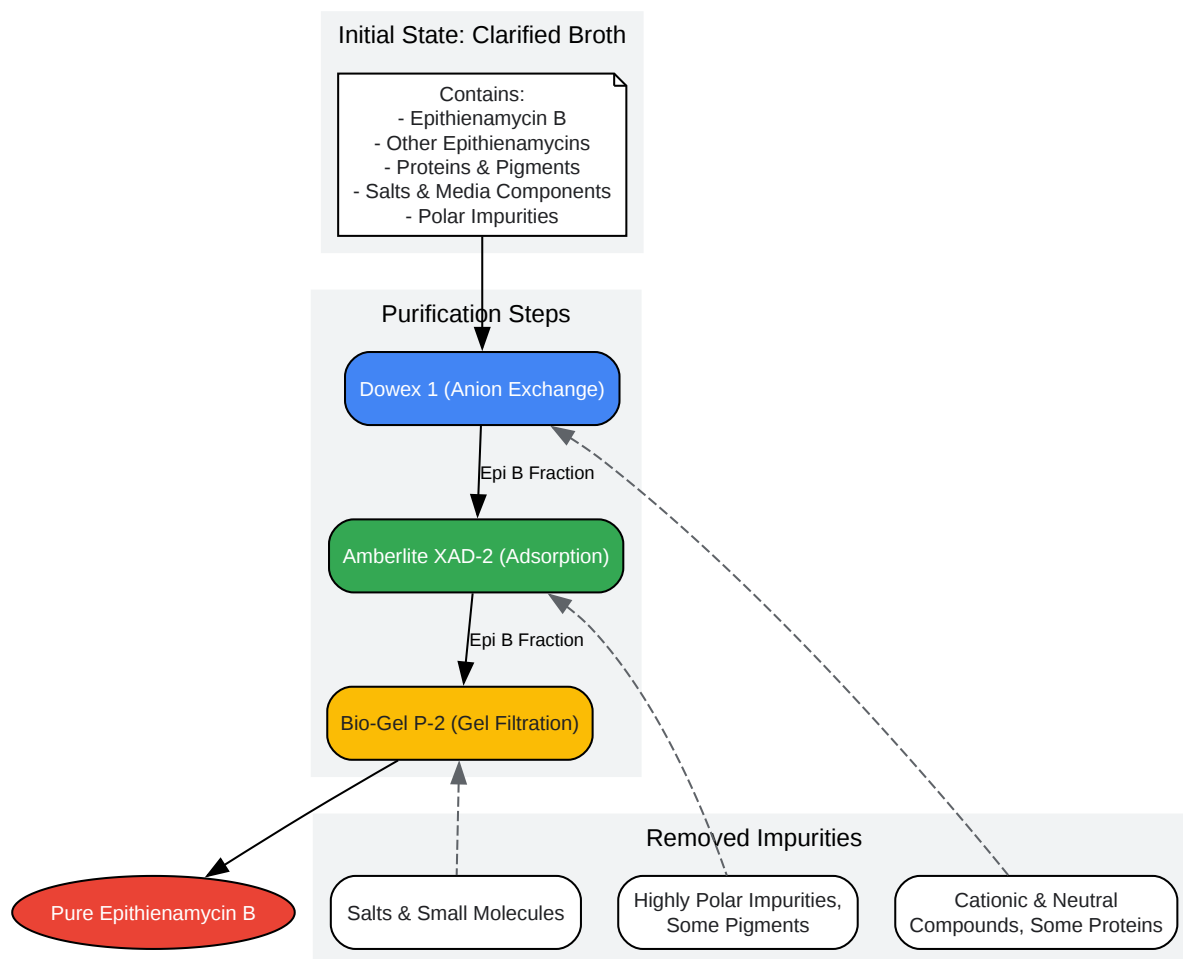 Initial State: Clarified Broth
Contains:
- Epithienamycin B
- Other Epithienamycins
- Proteins & Pigments
- Salts & Media Components
- Polar Impurities
Purification Steps
Dowex 1 (Anion Exchange)
Epi B Fraction
Amberlite XAD-2 (Adsorption)
Epi B Fraction
Bio-Gel P-2 (Gel Filtration)
Removed Impurities
Pure Epithienamycin B
Salts & Small Molecules
Highly Polar Impurities,
Some Pigments
Cationic & Neutral
Compounds, Some Proteins